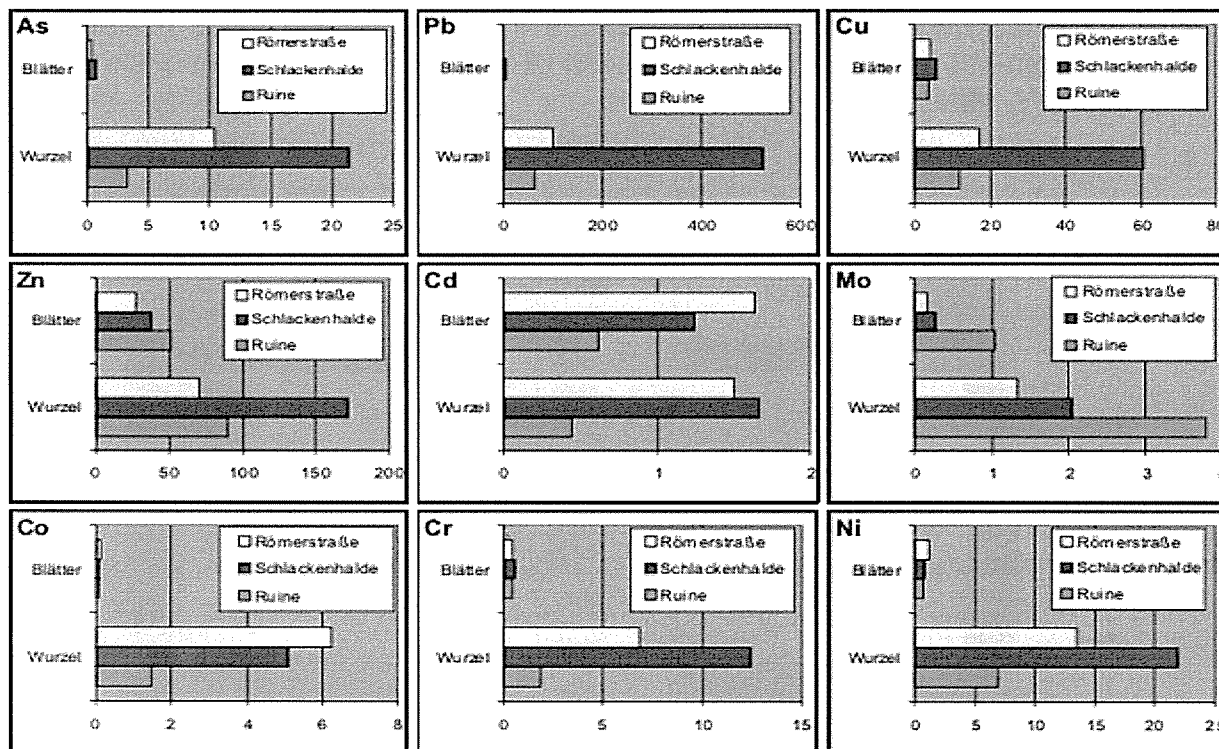 As
Römerstraße
Schlackenhalde
Ruine
Blätter
Wurzel
0 5 10 15 20 25
Pb
Römerstraße
Schlackenhalde
Ruine
Blätter
Wurzel
0 200 400 600
Cu
Römerstraße
Schlackenhalde
Ruine
Blätter
Wurzel
0 20 40 60 80
Zn
Römerstraße
Schlackenhalde
Ruine
Blätter
Wurzel
0 50 100 150 200
Cd
Blätter
Wurzel
0 1 2
Mo
Römerstraße
Schlackenhalde
Ruine
Blätter
Wurzel
0 1 2 3
Co
Römerstraße
Schlackenhalde
Ruine
Blätter
Wurzel
0 2 4 6 8
Cr
Römerstraße
Schlackenhalde
Ruine
Blätter
Wurzel
0 5 10 15
Ni
Römerstraße
Schlackenhalde
Ruine
Blätter
Wurzel
0 5 10 15 20 25